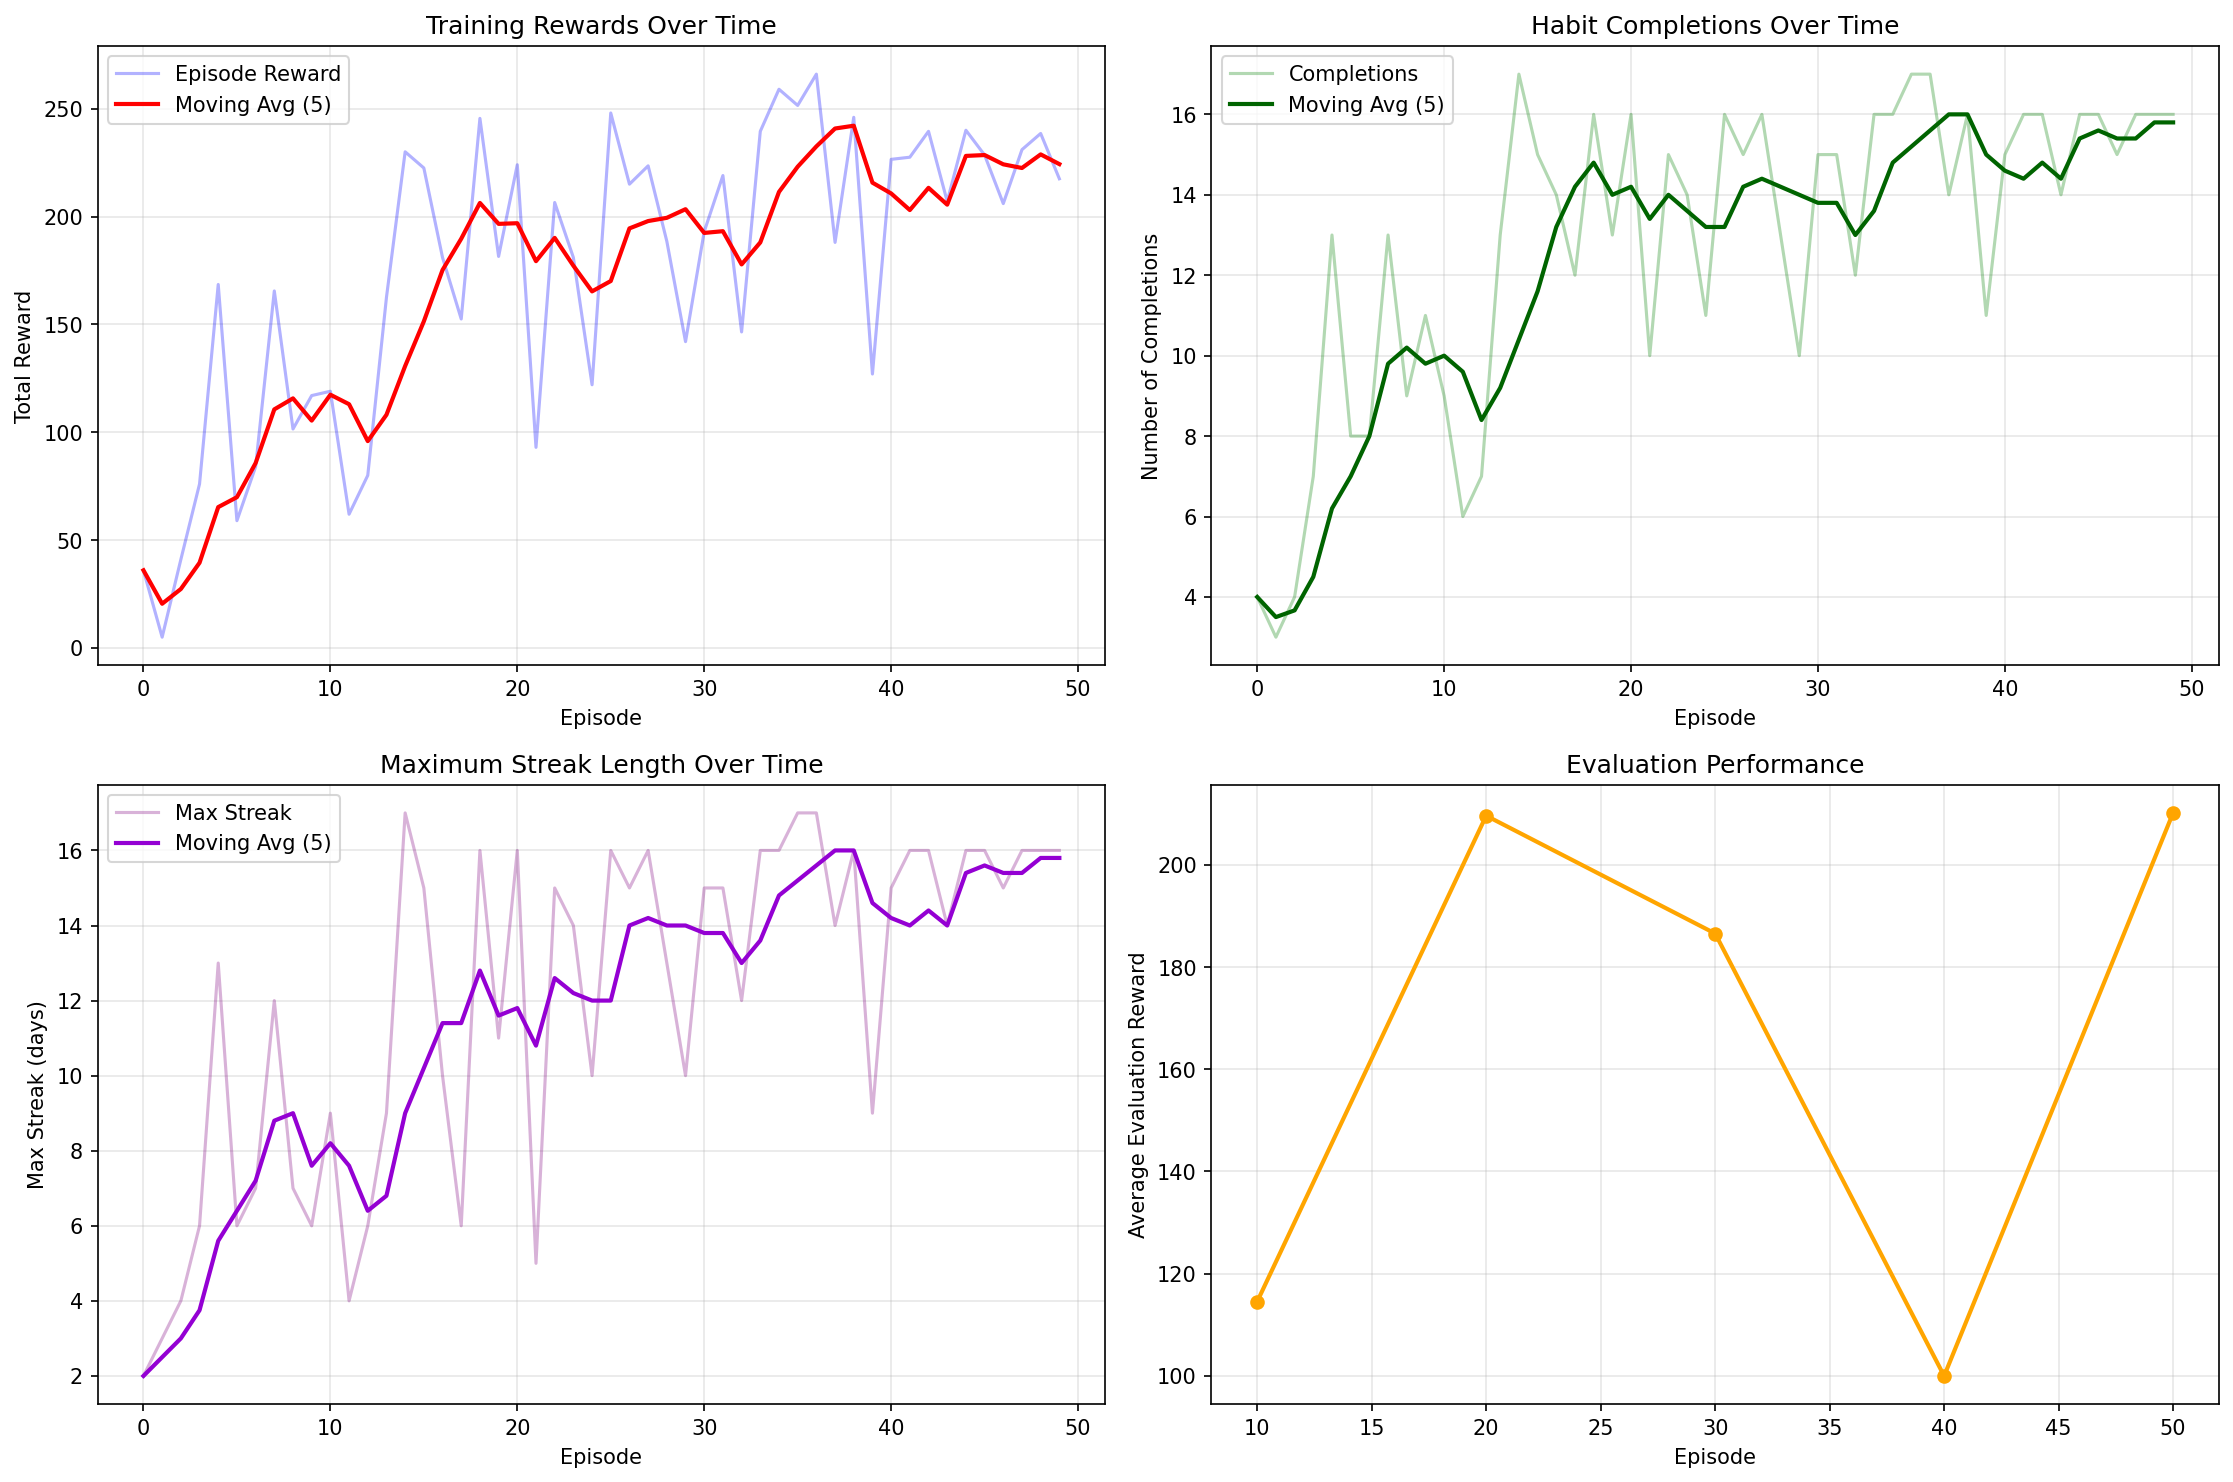 Training Rewards Over Time
Episode Reward
Moving Avg (5)
Total Reward
250
200
150
100
50
0
0 10 20 30 40 50
Episode
Habit Completions Over Time
Completions
Moving Avg (5)
Number of Completions
16
14
12
10
8
6
4
0 10 20 30 40 50
Episode
Maximum Streak Length Over Time
Max Streak
Moving Avg (5)
Max Streak (days)
16
14
12
10
8
6
4
2
0 10 20 30 40 50
Episode
Evaluation Performance
Average Evaluation Reward
200
180
160
140
120
100
10 15 20 25 30 35 40 45 50
Episode